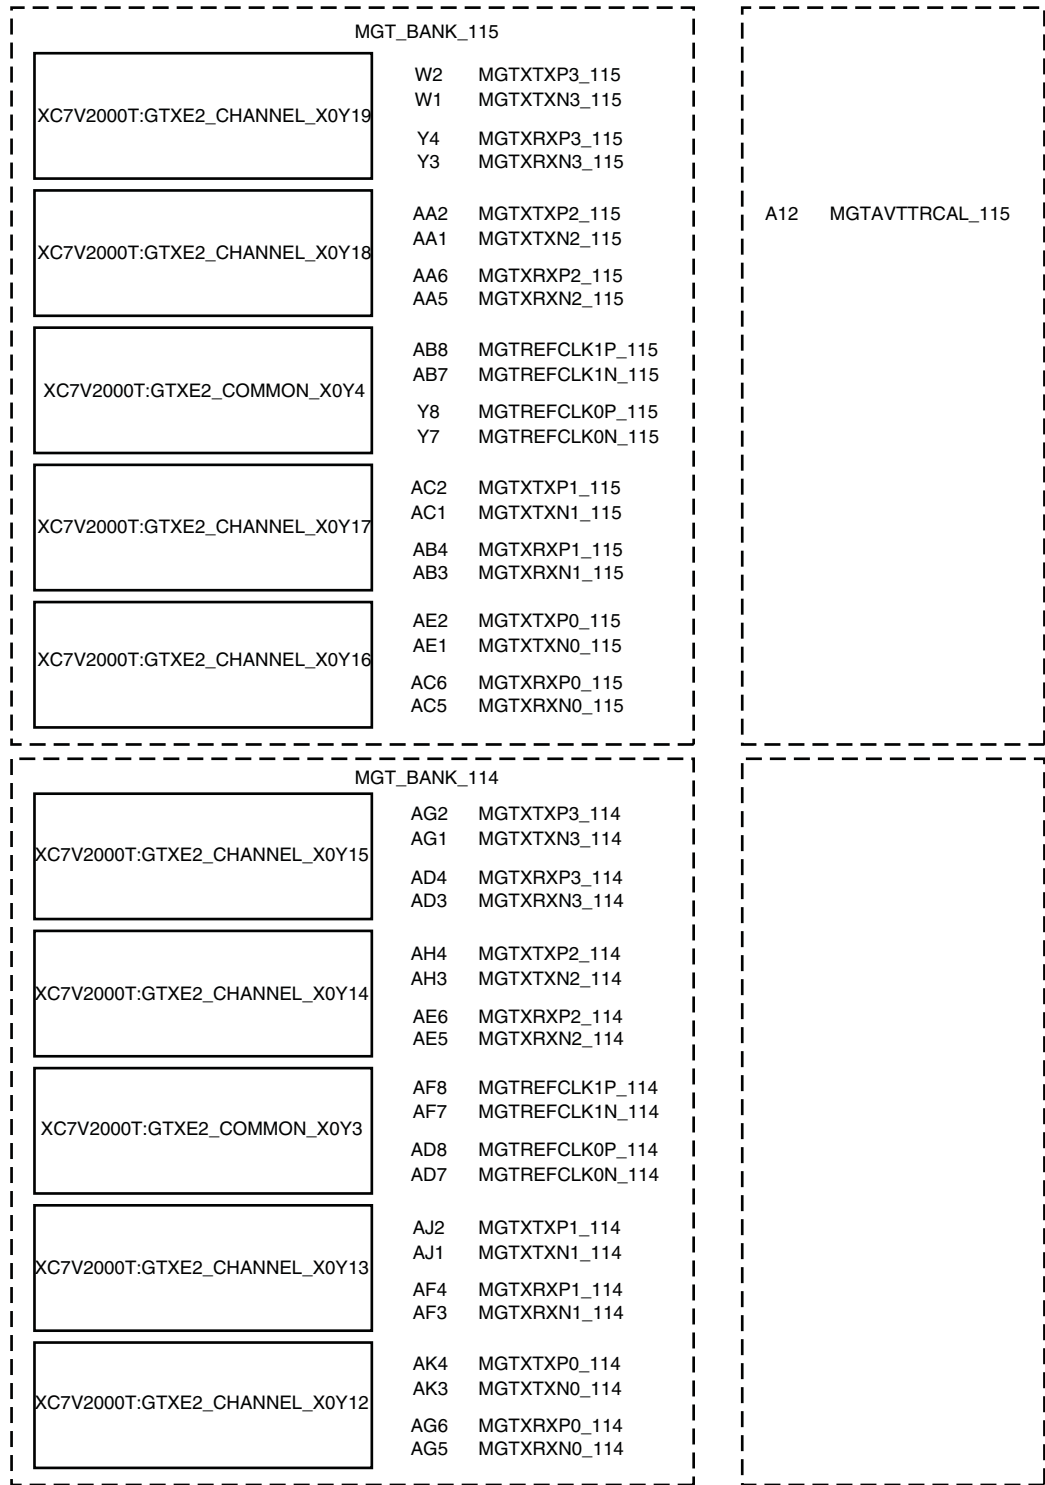 MGT_BANK_115
XC7V2000T:GTXE2_CHANNEL_X0Y19
W2 MGTXTXP3_115
W1 MGTXTXN3_115
Y4 MGTXRXP3_115
Y3 MGTXRXN3_115
XC7V2000T:GTXE2_CHANNEL_X0Y18
AA2 MGTXTXP2_115
AA1 MGTXTXN2_115
AA6 MGTXRXP2_115
AA5 MGTXRXN2_115
XC7V2000T:GTXE2_COMMON_X0Y4
AB8 MGTREFCLK1P_115
AB7 MGTREFCLK1N_115
Y8 MGTREFCLK0P_115
Y7 MGTREFCLK0N_115
XC7V2000T:GTXE2_CHANNEL_X0Y17
AC2 MGTXTXP1_115
AC1 MGTXTXN1_115
AB4 MGTXRXP1_115
AB3 MGTXRXN1_115
XC7V2000T:GTXE2_CHANNEL_X0Y16
AE2 MGTXTXP0_115
AE1 MGTXTXN0_115
AC6 MGTXRXP0_115
AC5 MGTXRXN0_115
A12 MGTAVTTRCAL_115
MGT_BANK_114
XC7V2000T:GTXE2_CHANNEL_X0Y15
AG2 MGTXTXP3_114
AG1 MGTXTXN3_114
AD4 MGTXRXP3_114
AD3 MGTXRXN3_114
XC7V2000T:GTXE2_CHANNEL_X0Y14
AH4 MGTXTXP2_114
AH3 MGTXTXN2_114
AE6 MGTXRXP2_114
AE5 MGTXRXN2_114
XC7V2000T:GTXE2_COMMON_X0Y3
AF8 MGTREFCLK1P_114
AF7 MGTREFCLK1N_114
AD8 MGTREFCLK0P_114
AD7 MGTREFCLK0N_114
XC7V2000T:GTXE2_CHANNEL_X0Y13
AJ2 MGTXTXP1_114
AJ1 MGTXTXN1_114
AF4 MGTXRXP1_114
AF3 MGTXRXN1_114
XC7V2000T:GTXE2_CHANNEL_X0Y12
AK4 MGTXTXP0_114
AK3 MGTXTXN0_114
AG6 MGTXRXP0_114
AG5 MGTXRXN0_114